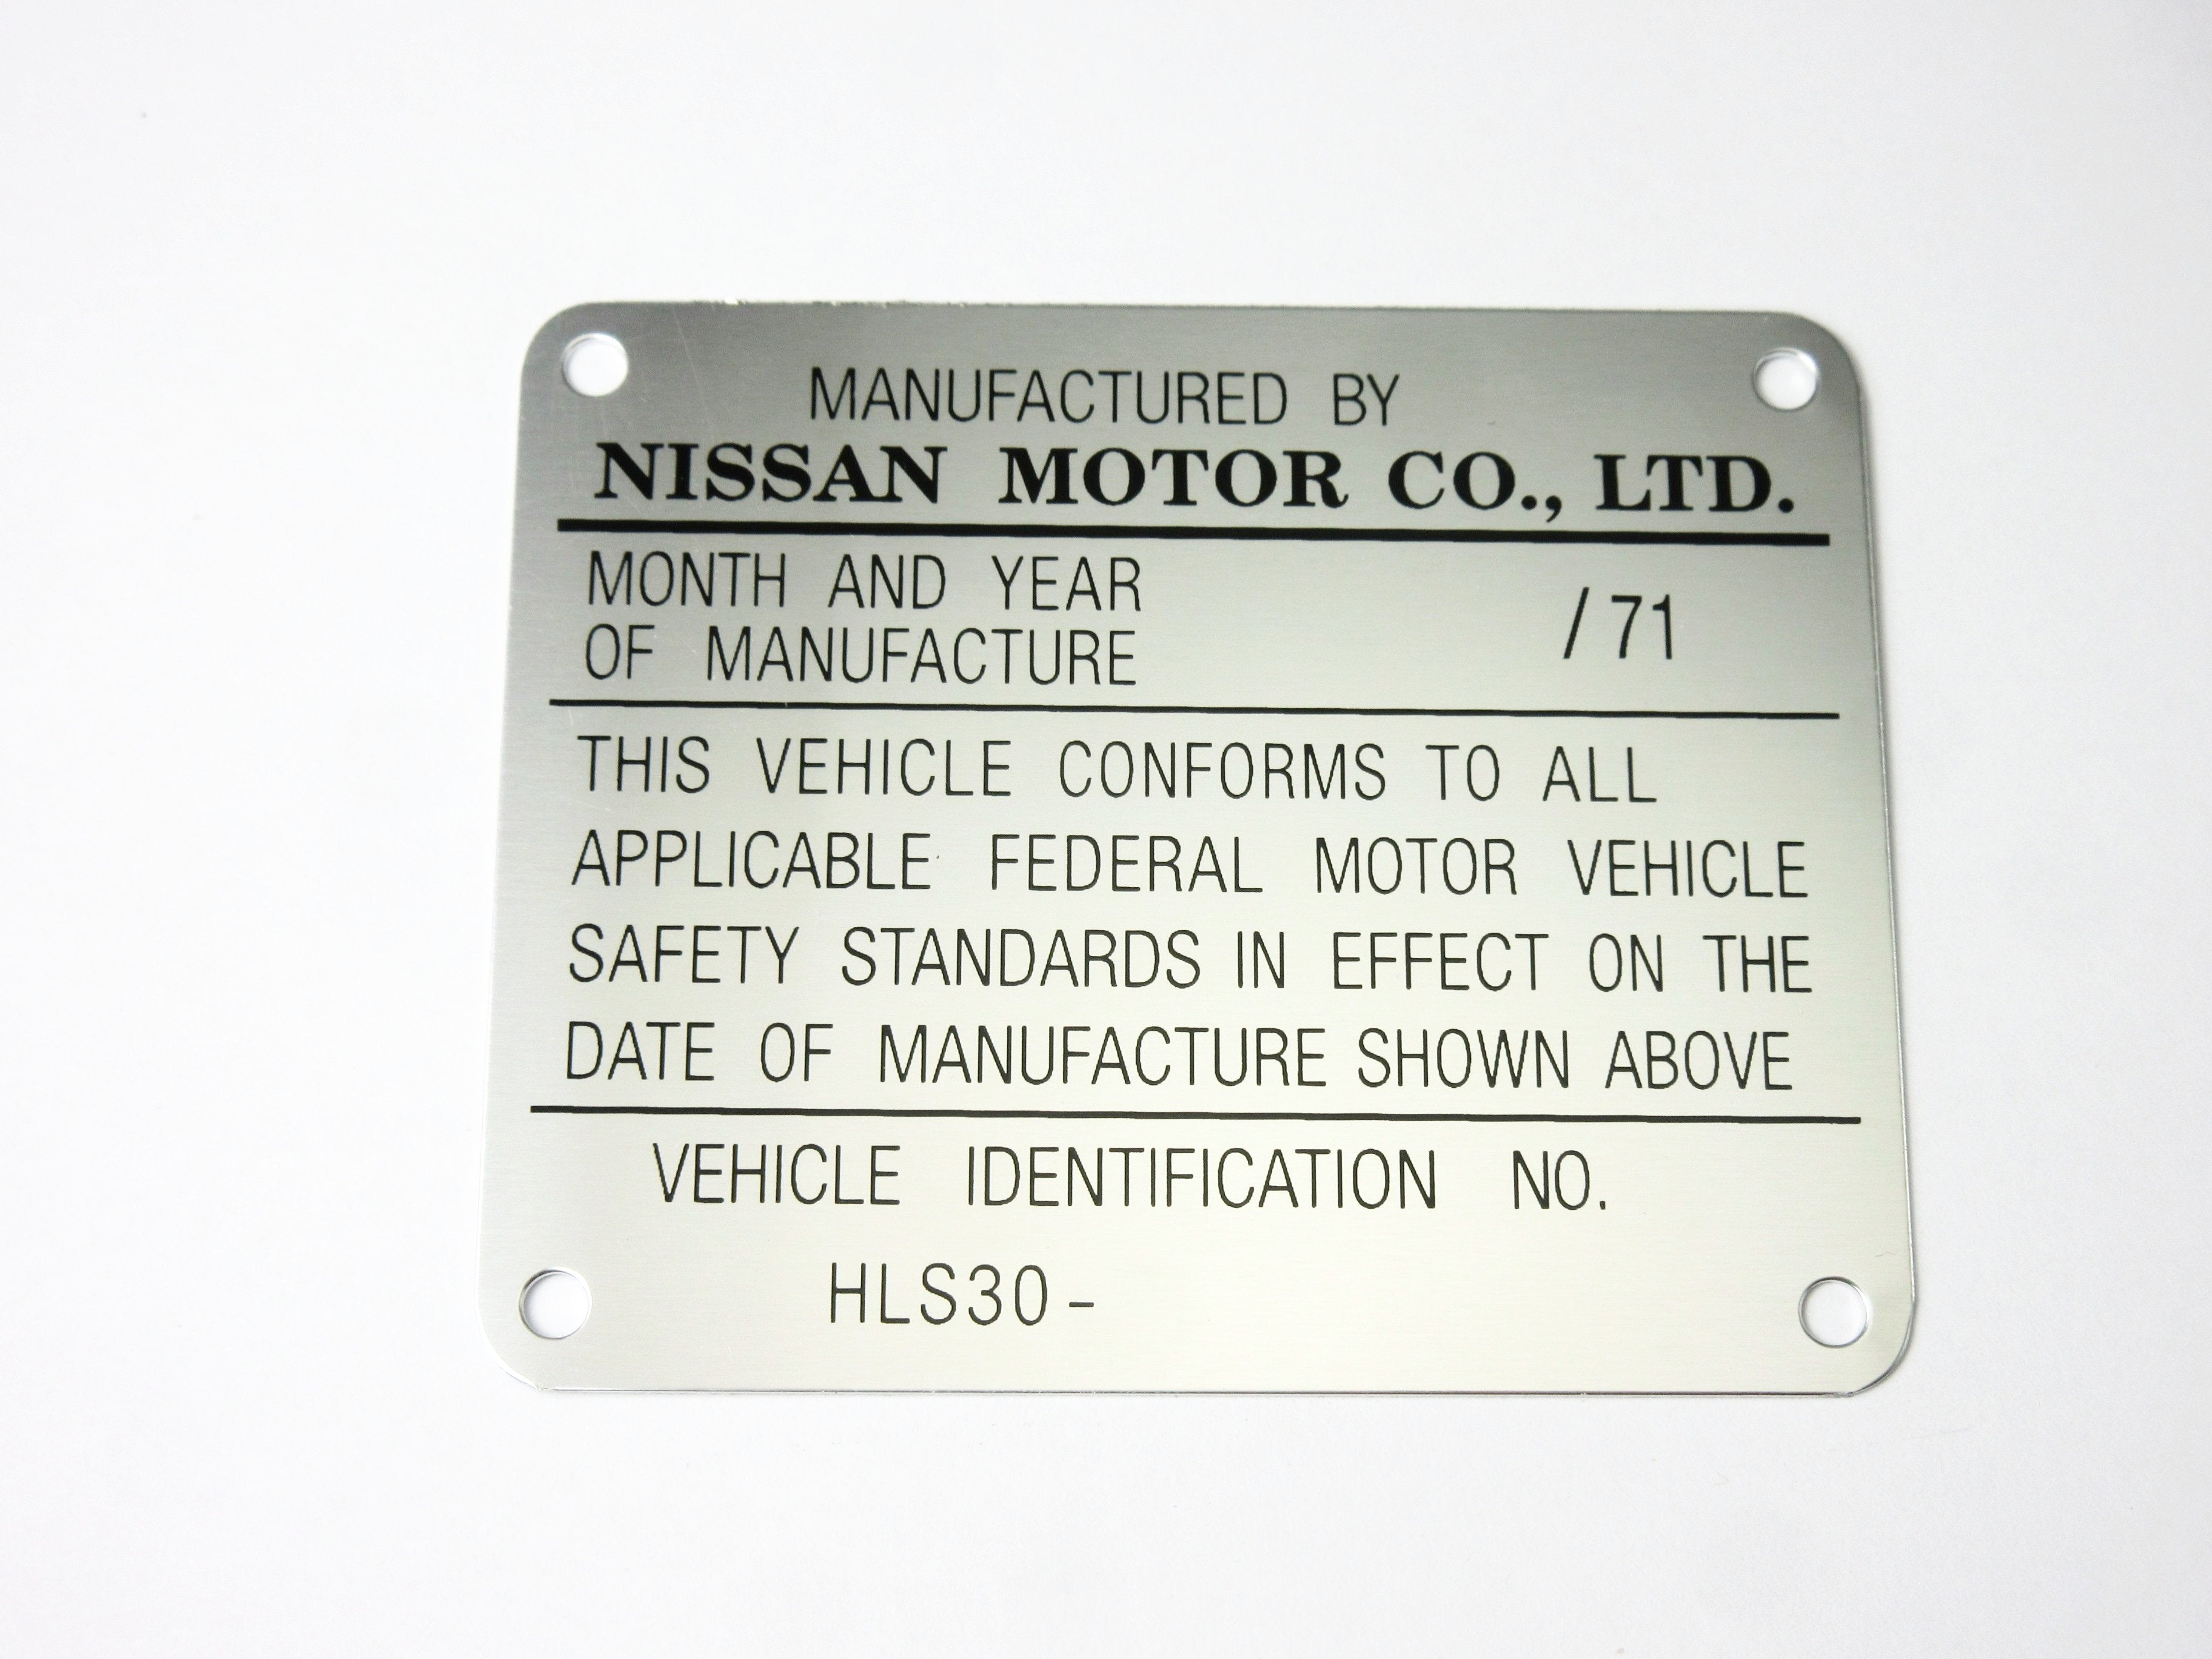 MANUFACTURED BY
NISSAN MOTOR CO., LTD.
MONTH AND YEAR
OF MANUFACTURE
/71
THIS VEHICLE CONFORMS TO ALL
APPLICABLE FEDERAL MOTOR VEHICLE
SAFETY STANDARDS IN EFFECT ON THE
DATE OF MANUFACTURE SHOWN ABOVE
VEHICLE IDENTIFICATION NO.
HLS30-